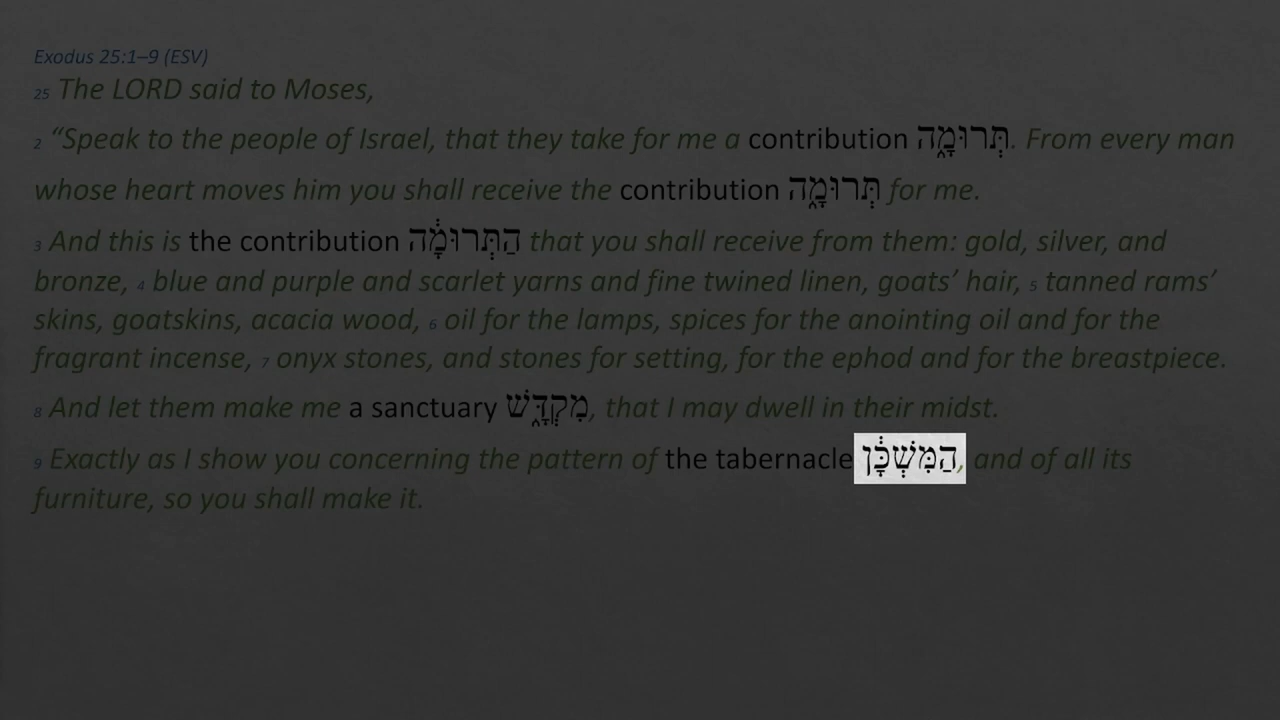 Exodus 25:1–9 (ESV)
25 The LORD said to Moses,
2 “Speak to the people of Israel, that they take for me a contribution תְּרוּמָ֑ה. From every man
whose heart moves him you shall receive the contribution תְּרוּמָ֑ה for me.
3 And this is the contribution הַתְּרוּמָ֔ה that you shall receive from them: gold, silver, and
bronze, 4 blue and purple and scarlet yarns and fine twined linen, goats’ hair, 5 tanned rams’
skins, goatskins, acacia wood, 6 oil for the lamps, spices for the anointing oil and for the
fragrant incense, 7 onyx stones, and stones for setting, for the ephod and for the breastpiece.
8 And let them make me a sanctuary מִקְדָּ֑שׁ, that I may dwell in their midst.
9 Exactly as I show you concerning the pattern of the tabernacle הַמִּשְׁכָּ֔ן, and of all its
furniture, so you shall make it.